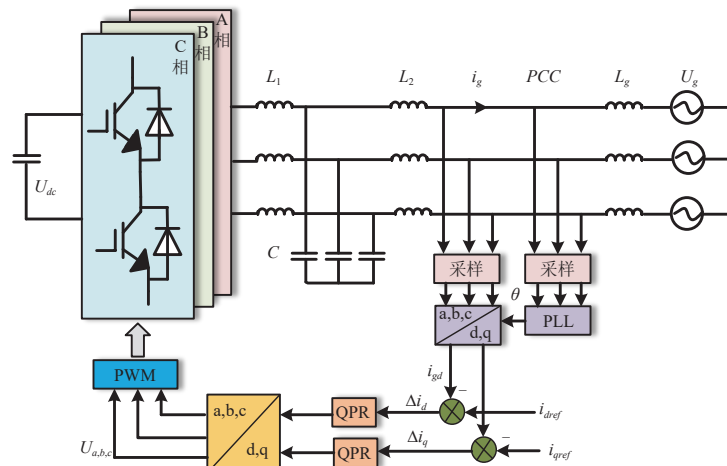 A
相
B
C
相
L1
L2
ig
PCC
Lg
Ug
Udc
C
采样
采样
θ
a,b,c
d,q
PLL
igd
PWM
a,b,c
d,q
QPR
Δid
−
idref
Ua,b,c
QPR
Δiq
−
iqref